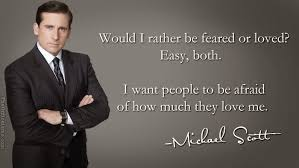 Would I rather be feared or loved?
Easy, both.
I want people to be afraid
of how much they love me.
-Michael Scott